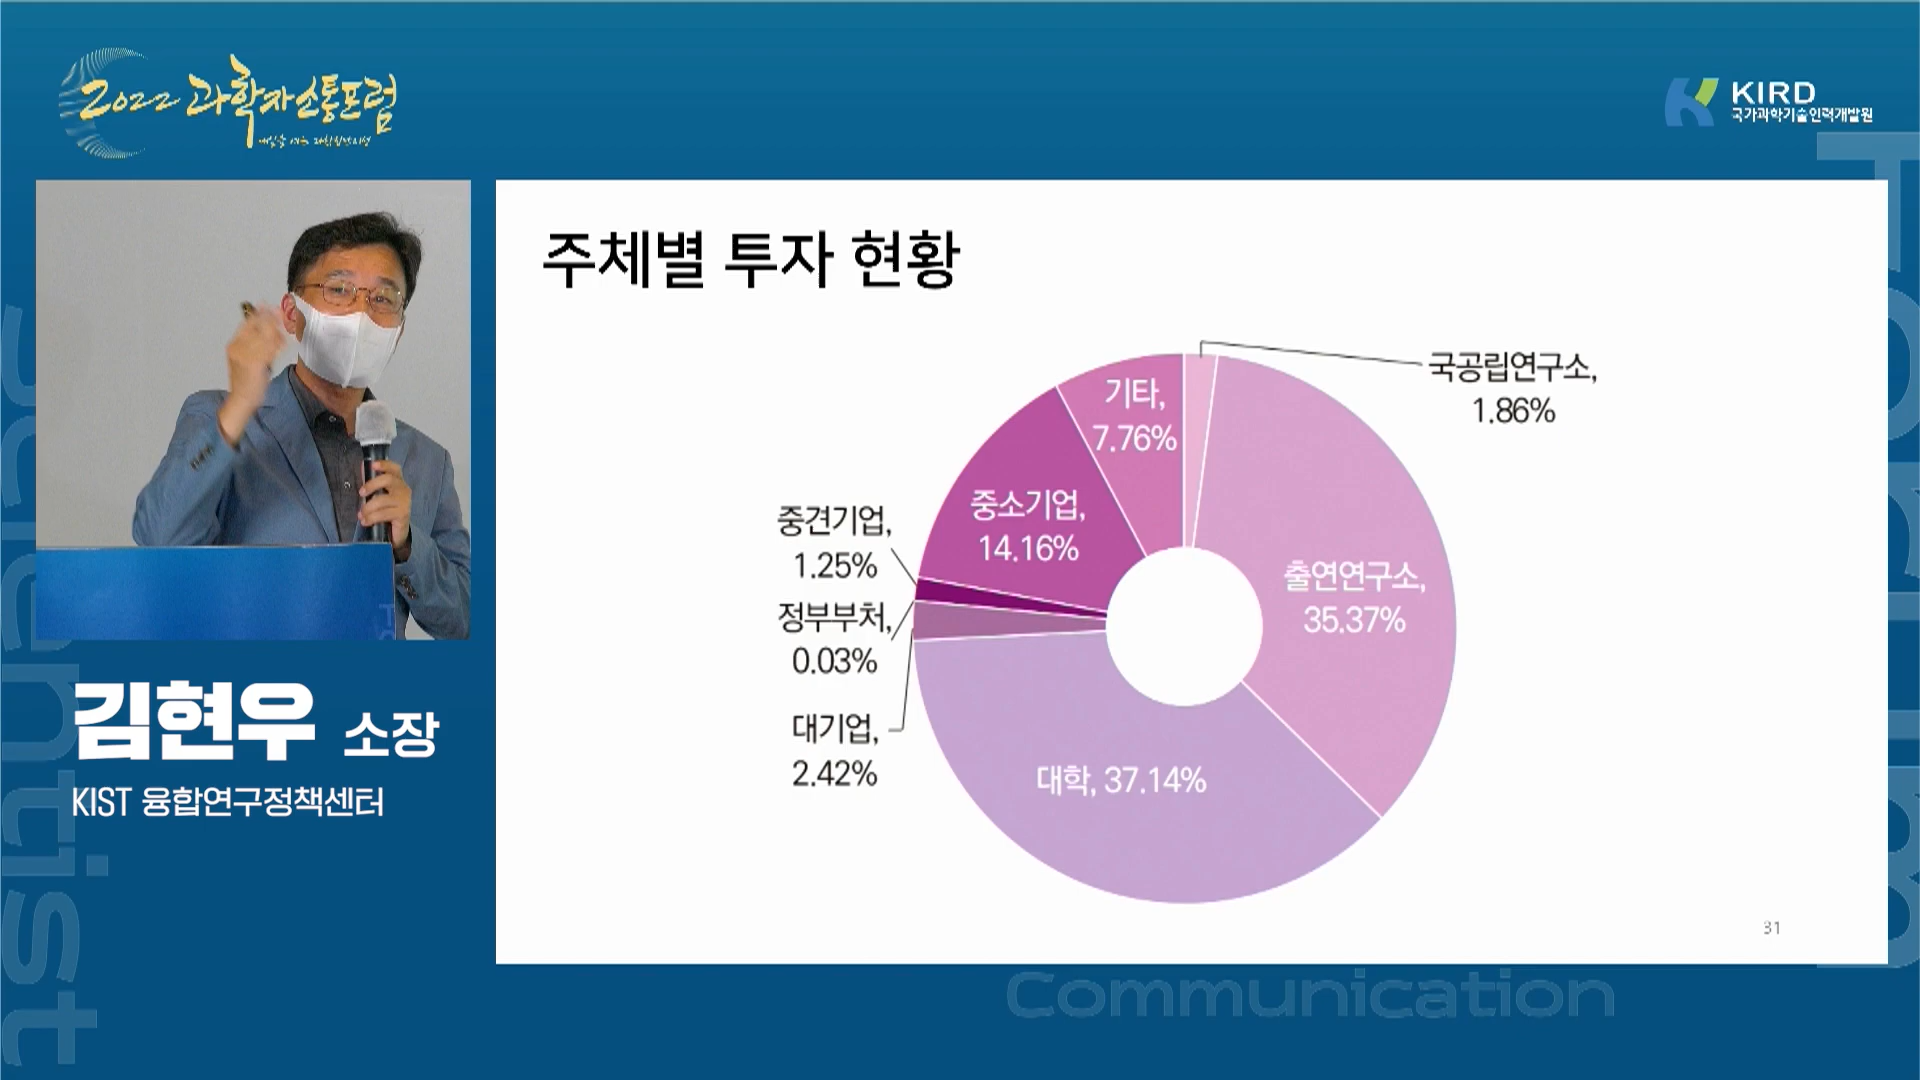 2022 과학자소통포럼
KIRD
국가과학기술인력개발원
주체별 투자 현황
국공립연구소,
1.86%
기타,
7.76%
중소기업,
14.16%
중견기업,
1.25%
출연연구소,
35.37%
정부부처,
0.03%
대기업,
2.42%
대학, 37.14%
31
김현우 소장
KIST 융합연구정책센터
Communication
Scientist
Forum